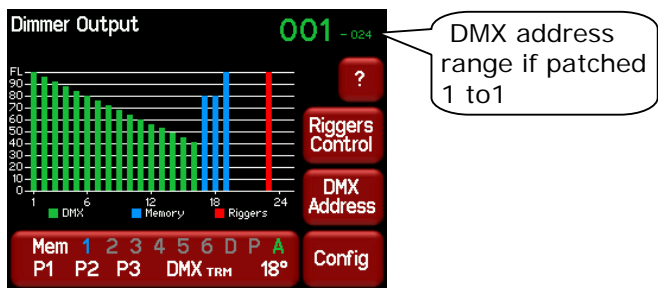 Dimmer Output
001 - 024
DMX address
range if patched
1 to1
?
FL
90
80
70
60
50
40
30
20
10
0
1 6 12 18 24
DMX Memory Riggers
Riggers
Control
DMX
Address
Mem 1 2 3 4 5 6 D P A
P1 P2 P3 DMX TRM 18°
Config